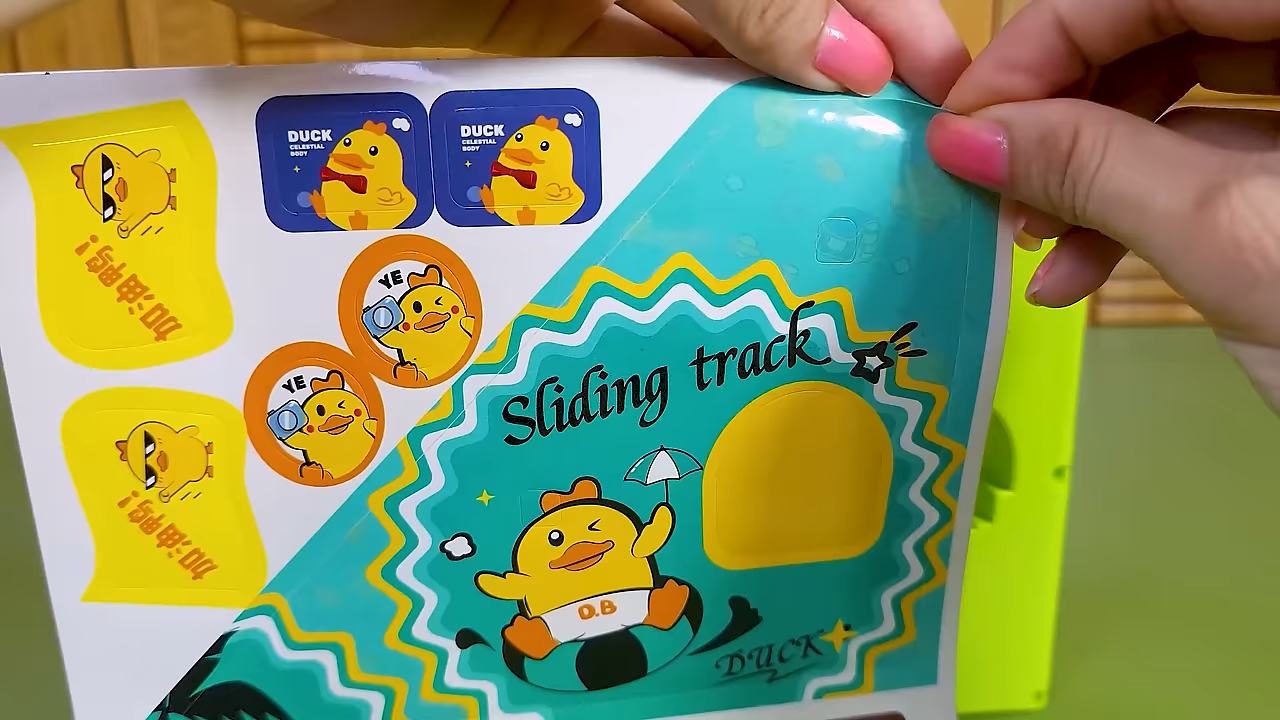 DUCK
CELESTIAL
BODY
DUCK
CELESTIAL
BODY
加油鸭!
YE
YE
加油鸭!
Sliding track
D.B
DUCK